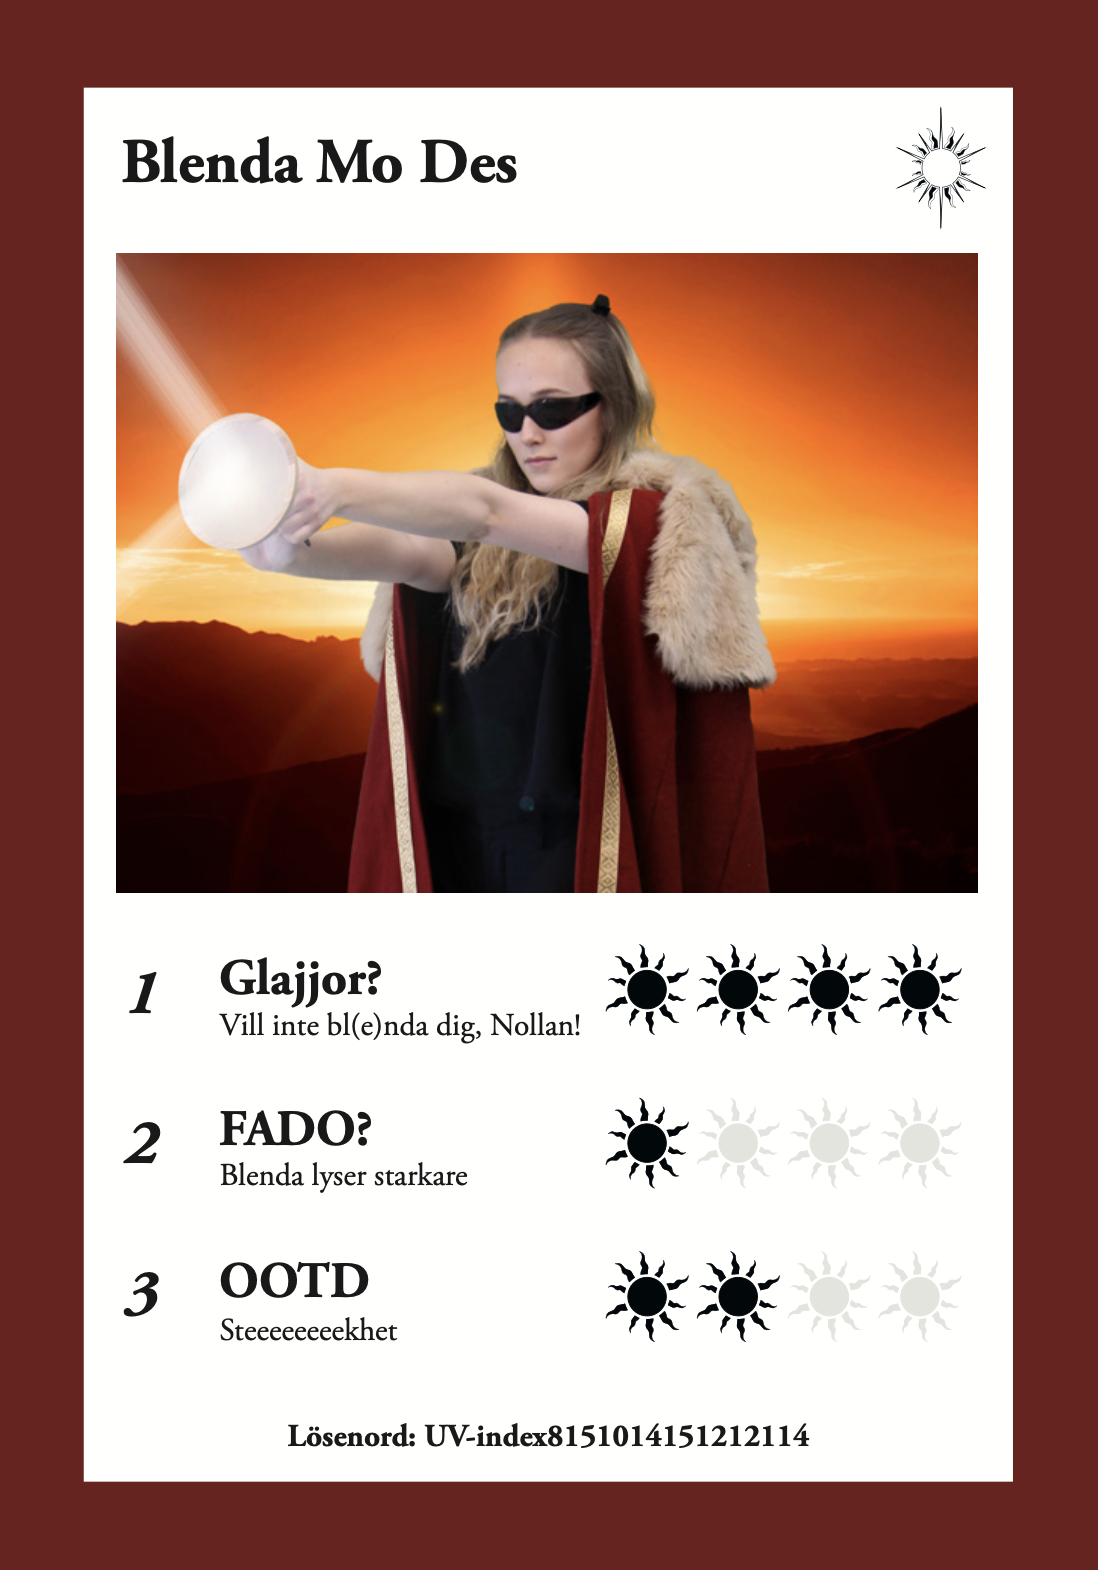 Blenda Mo Des
1
Glajjor?
Vill inte bl(e)nda dig, Nollan!
2
FADO?
Blenda lyser starkare
3
OOTD
Steeeeeeeekhet
Lösenord: UV-index8151014151212114